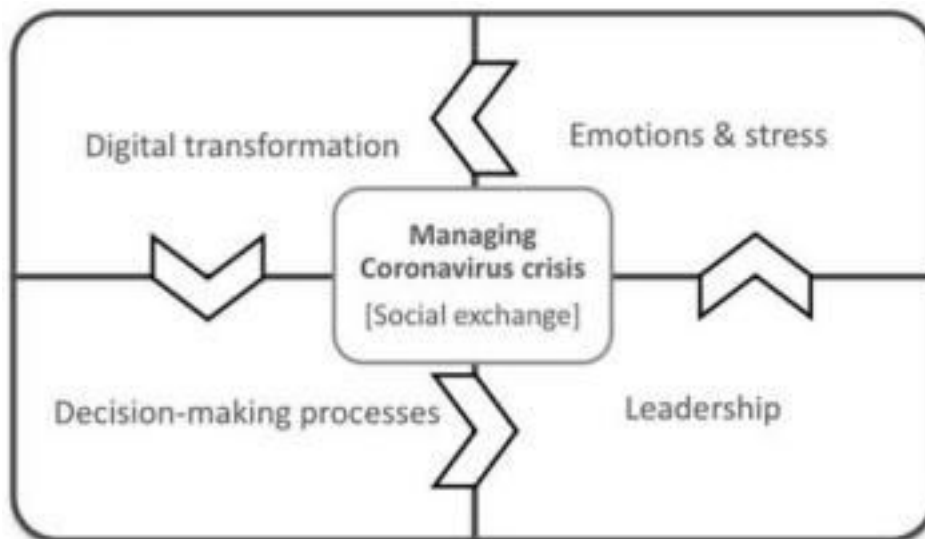 Digital transformation
Emotions & stress
Managing
Coronavirus crisis
[Social exchange]
Decision-making processes
Leadership